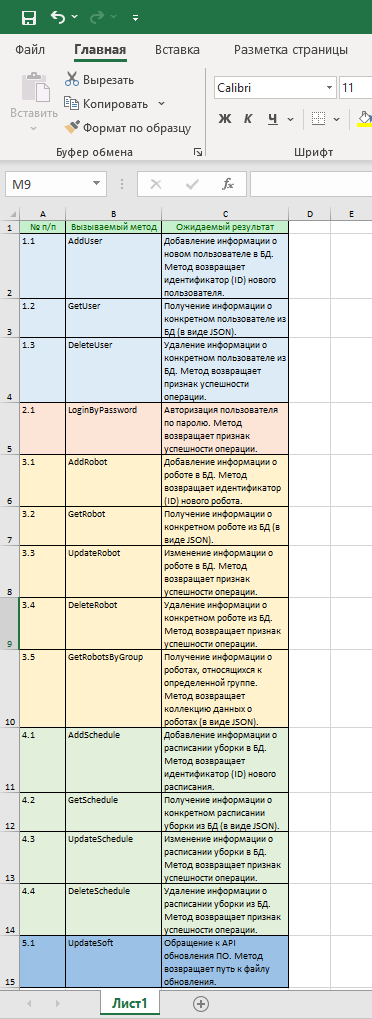 Файл Главная Вставка Разметка страницы
Вырезать
Вставить
Копировать
Формат по образцу
Calibri 11
Ж К Ч
Буфер обмена Шрифт
M9 fx
A B C D E
1 № п/п Вызываемый метод Ожидаемый результат
1.1 AddUser Добавление информации о
новом пользователе в БД.
Метод возвращает
идентификатор (ID) нового
2 пользователя.
1.2 GetUser Получение информации о
конкретном пользователе из
3 БД (в виде JSON).
1.3 DeleteUser Удаление информации о
конкретном пользователе из
БД. Метод возвращает
признак успешности
4 операции.
2.1 LoginByPassword Авторизация пользователя
по паролю. Метод
возвращает признак
5 успешности операции.
3.1 AddRobot Добавление информации о
роботе в БД. Метод
возвращает идентификатор
6 (ID) нового робота.
3.2 GetRobot Получение информации о
конкретном роботе из БД (в
7 виде JSON).
3.3 UpdateRobot Изменение информации о
роботе в БД. Метод
возвращает признак
8 успешности операции.
3.4 DeleteRobot Удаление информации о
конкретном роботе из БД.
Метод возвращает признак
9 успешности операции.
3.5 GetRobotsByGroup Получение информации о
роботах, относящихся к
определенной группе.
Метод возвращает
коллекцию данных о
10 роботах (в виде JSON).
4.1 AddSchedule Добавление информации о
расписании уборки в БД.
Метод возвращает
идентификатор (ID) нового
11 расписания.
4.2 GetSchedule Получение информации о
конкретном расписании
12 уборки из БД (в виде JSON).
4.3 UpdateSchedule Изменение информации о
расписании уборки в БД.
Метод возвращает признак
13 успешности операции.
4.4 DeleteSchedule Удаление информации о
расписании уборки из БД.
Метод возвращает признак
14 успешности операции.
5.1 UpdateSoft Обращение к API
обновления ПО. Метод
возвращает путь к файлу
15 обновления.
Лист1